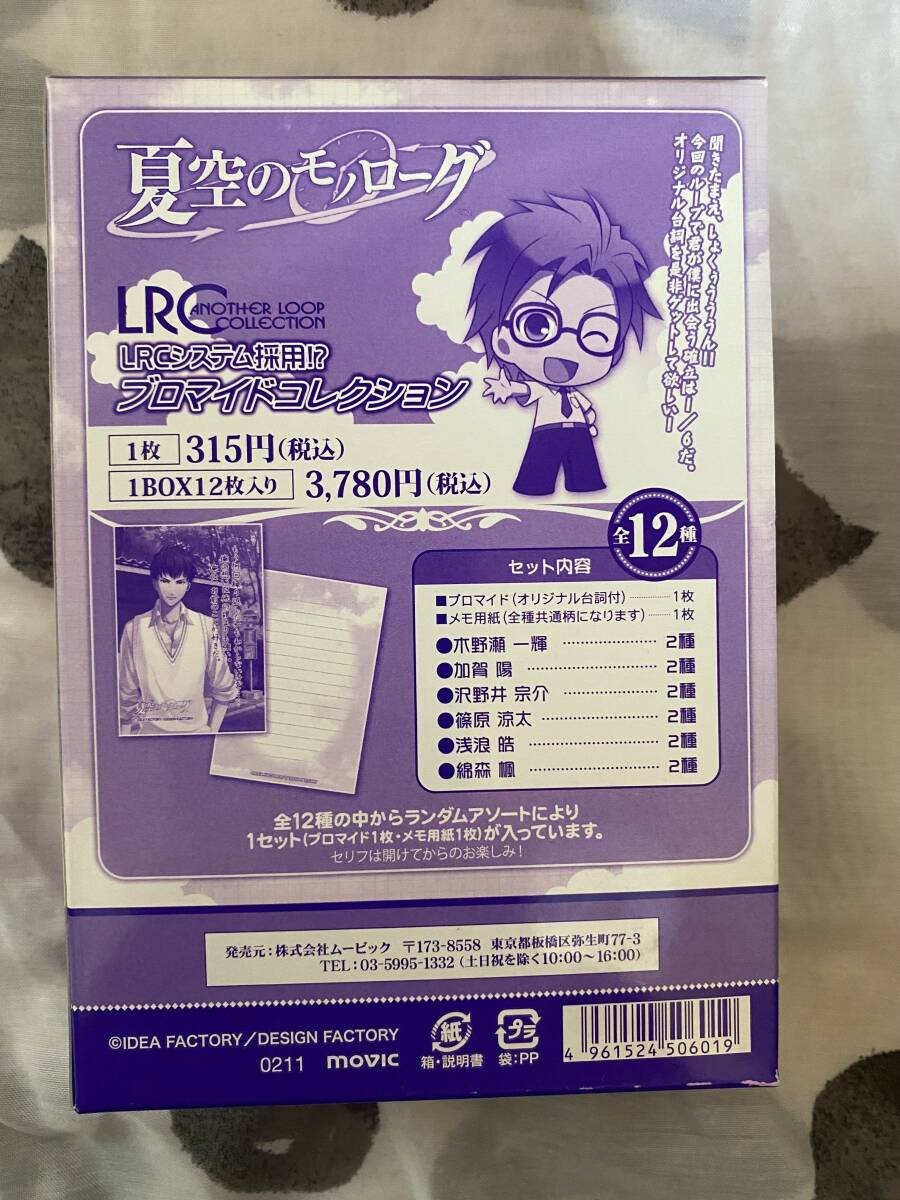 夏空のモノローグ
聞きたまえ、しょくぅうううん!!
今回のループで君が僕に出会う確立は1/6だ。
オリジナル台詞を是非ゲットして欲しい!
LRC ANOTHER LOOP COLLECTION
LRCシステム採用!?
ブロマイドコレクション
1枚 315円(税込)
1BOX12枚入り 3,780円(税込)
全12種
セット内容
■ブロマイド(オリジナル台詞付) 1枚
■メモ用紙(全種共通柄になります) 1枚
●木野瀬 一輝 2種
●加賀 陽 2種
●沢野井 宗介 2種
●篠原 涼太 2種
●浅浪 皓 2種
●綿森 楓 2種
夏空のモノローグ
全12種の中からランダムアソートにより
1セット(ブロマイド1枚・メモ用紙1枚)が入っています。
セリフは開けてからのお楽しみ!
発売元:株式会社ムービック 〒173-8558 東京都板橋区弥生町77-3
TEL:03-5995-1332(土日祝を除く10:00〜16:00)
©IDEA FACTORY/DESIGN FACTORY
0211 movic
紙
箱・説明書
プラ
袋:PP
4 961524 506019